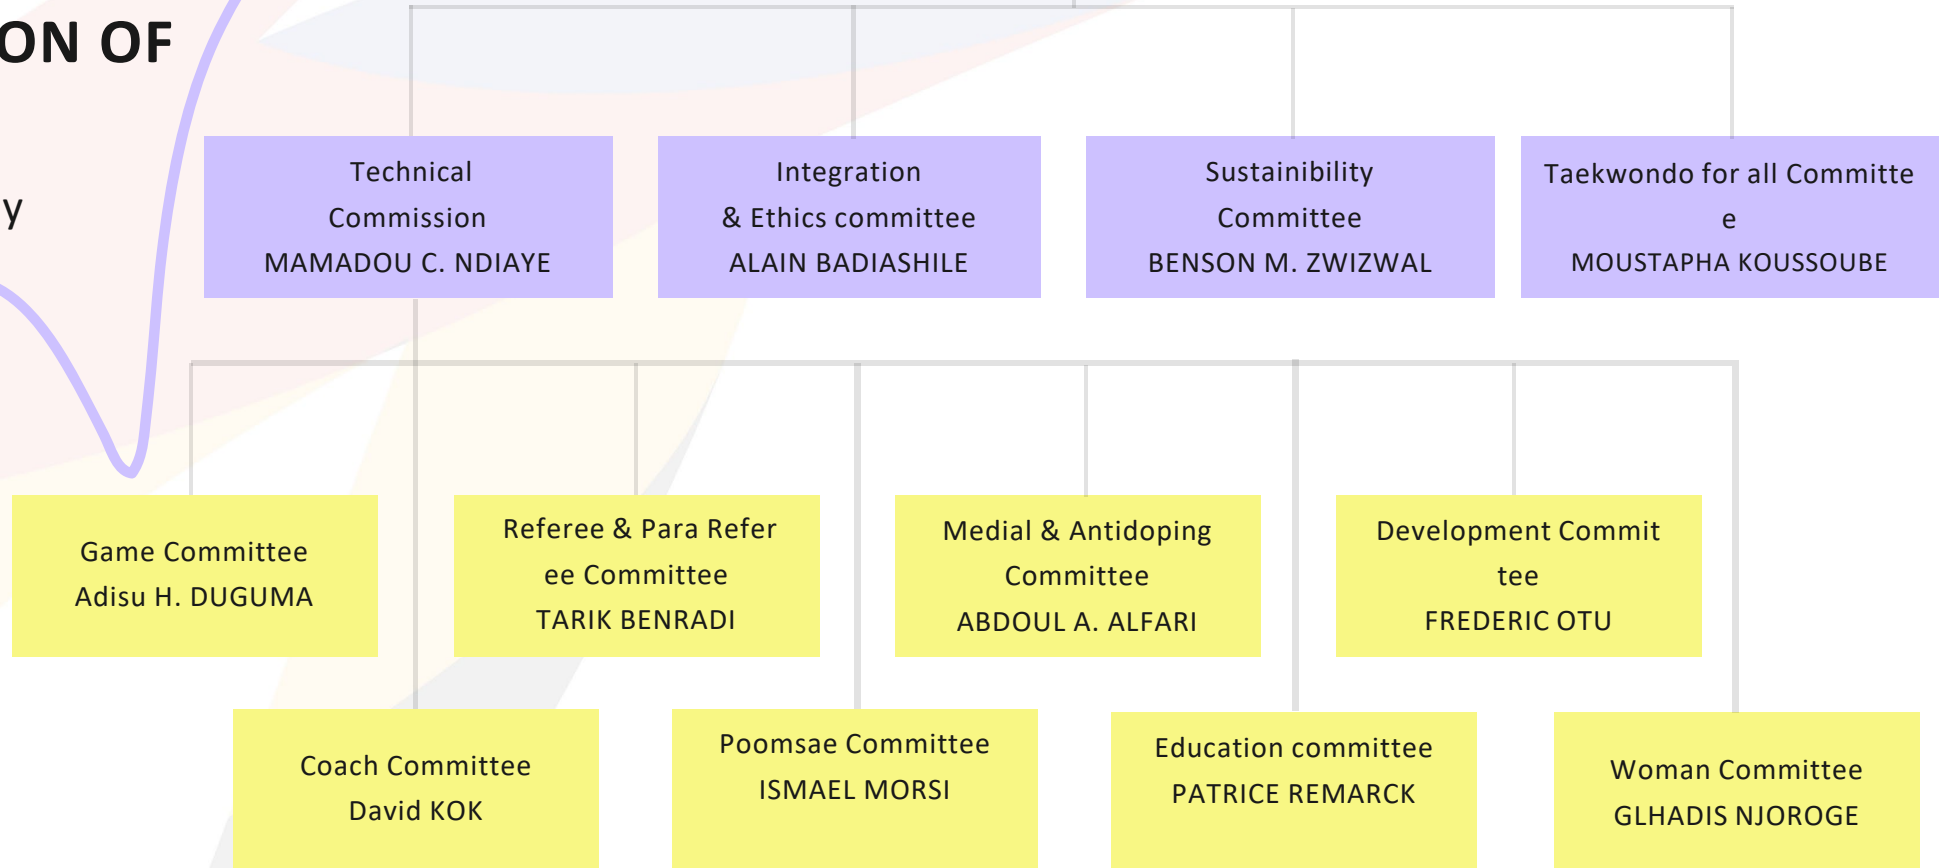 ON OF
y
Technical
Commission
MAMADOU C. NDIAYE
Integration
& Ethics committee
ALAIN BADIASHILE
Sustainibility
Committee
BENSON M. ZWIZWAL
Taekwondo for all Committe
e
MOUSTAPHA KOUSSOUBE
Game Committee
Adisu H. DUGUMA
Referee & Para Refer
ee Committee
TARIK BENRADI
Medial & Antidoping
Committee
ABDOUL A. ALFARI
Development Commit
tee
FREDERIC OTU
Coach Committee
David KOK
Poomsae Committee
ISMAEL MORSI
Education committee
PATRICE REMARCK
Woman Committee
GLHADIS NJOROGE